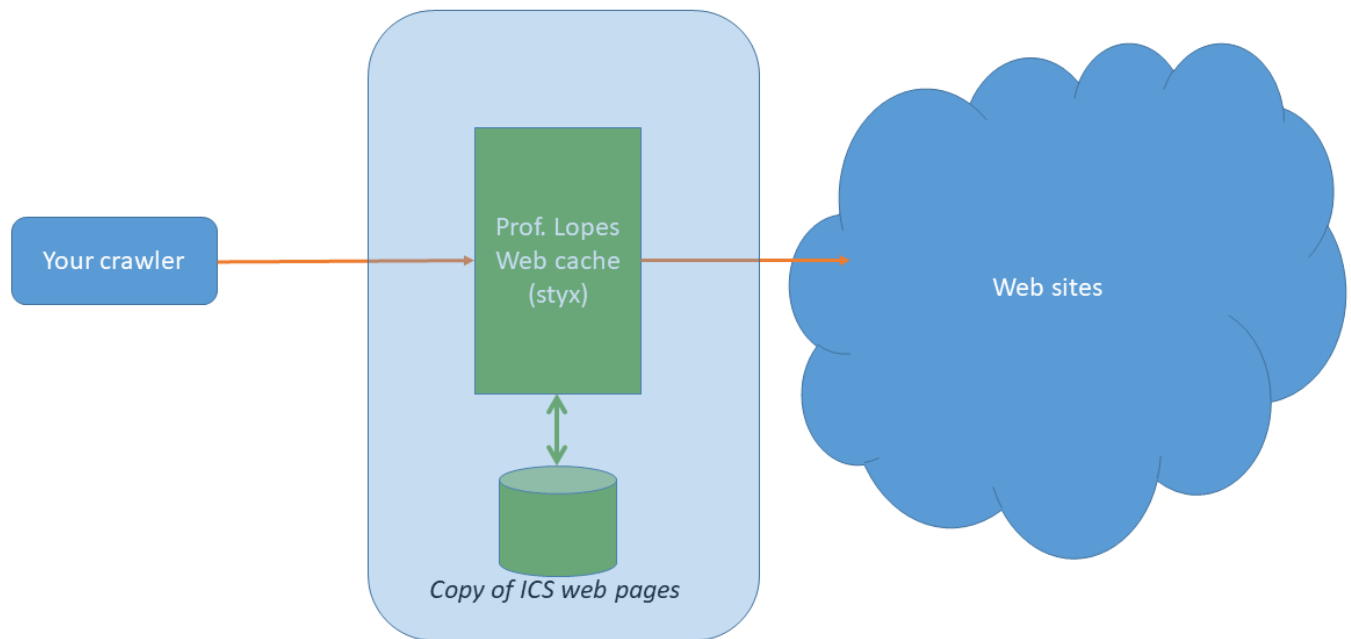 Your crawler
Prof. Lopes
Web cache
(styx)
Web sites
Copy of ICS web pages